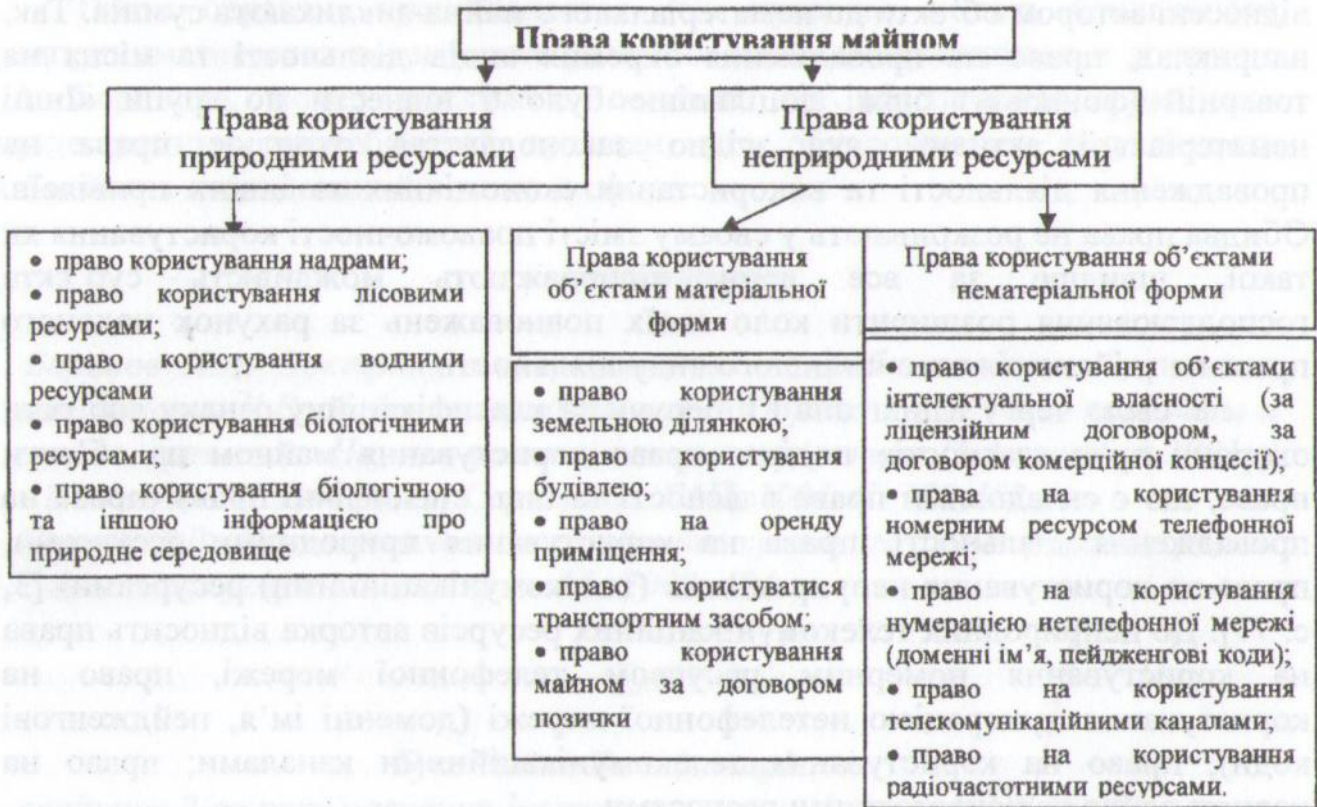 Права користування майном
Права користування
природними ресурсами
Права користування
неприродними ресурсами
• право користування надрами;
• право користування лісовими
ресурсами;
• право користування водними
ресурсами
• право користування біологічними
ресурсами;
• право користування біологічною
та іншою інформацією про
природне середовище
Права користування
об’єктами матеріальної
форми
• право користування
земельною ділянкою;
• право користування
будівлею;
• право на оренду
приміщення;
• право користуватися
транспортним засобом;
• право користування
майном за договором
позички
Права користування об’єктами
нематеріальної форми
• право користування об’єктами
інтелектуальної власності (за
ліцензійним договором, за
договором комерційної концесії);
• права на користування
номерним ресурсом телефонної
мережі;
• право на користування
нумерацією нетелефонної мережі
(доменні ім’я, пейджентові коди);
• право на користування
телекомунікаційними каналами;
• право на користування
радіочастотними ресурсами.